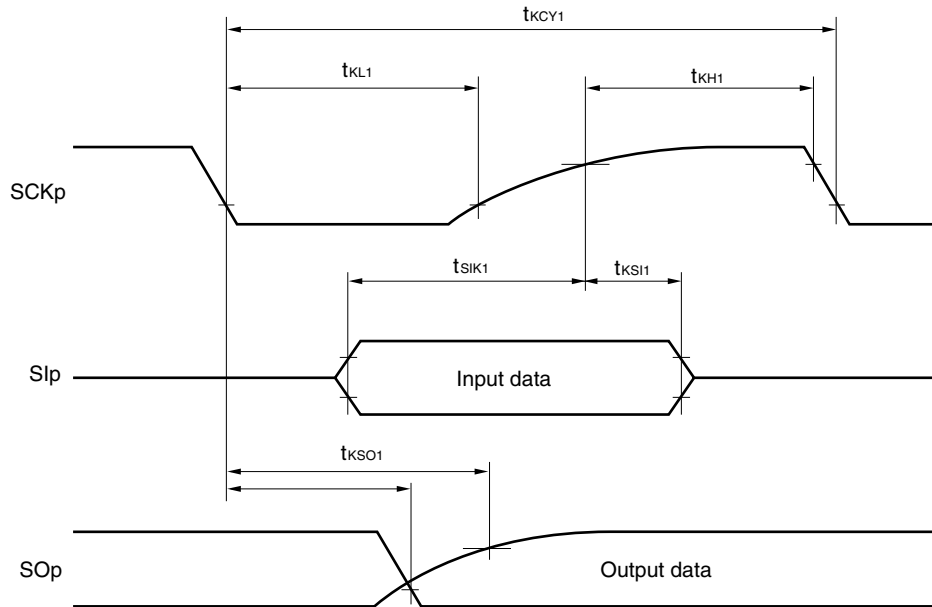 tKCY1
tKL1
tKH1
SCKp
tSIK1
tKSI1
SIp
Input data
tKSO1
SOp
Output data